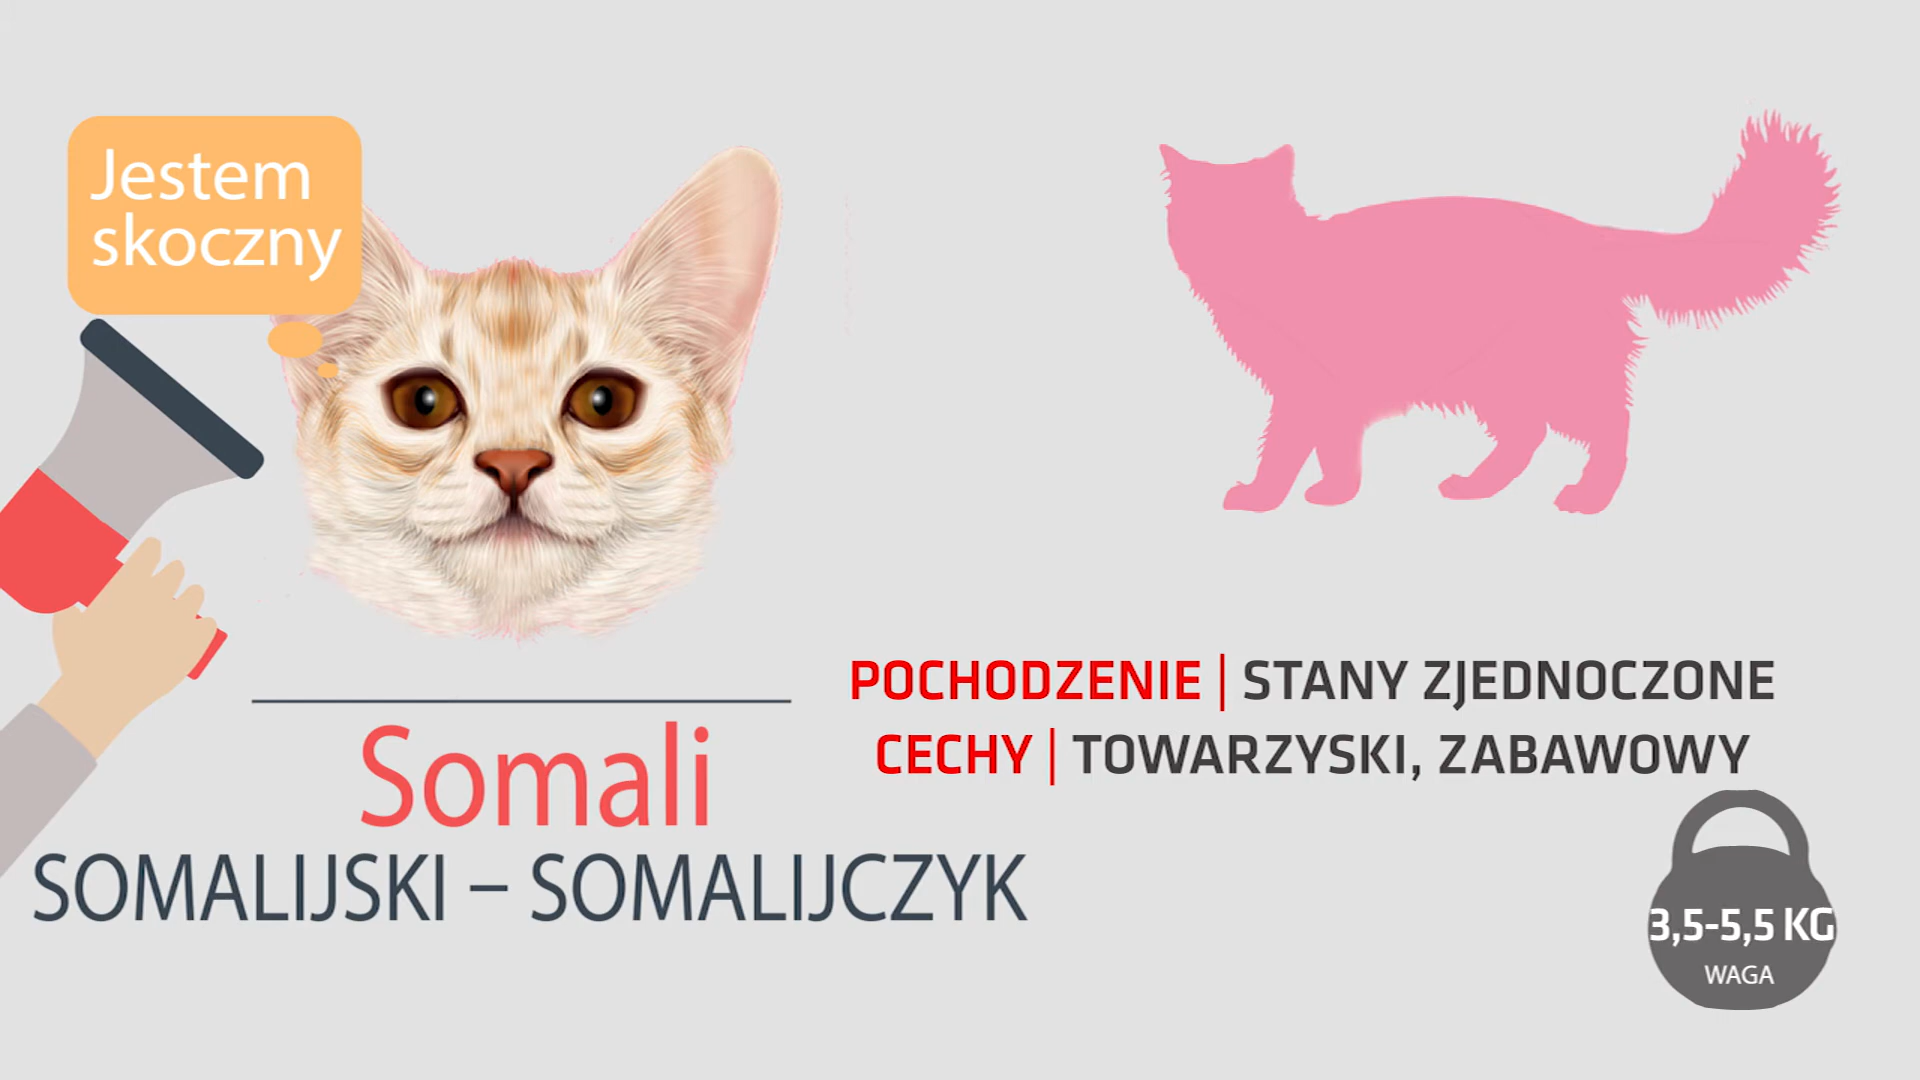 Jestem
skoczny
Somali
SOMALIJSKI – SOMALIJCZYK
POCHODZENIE | STANY ZJEDNOCZONE
CECHY | TOWARZYSKI, ZABAWOWY
3,5-5,5 KG
WAGA